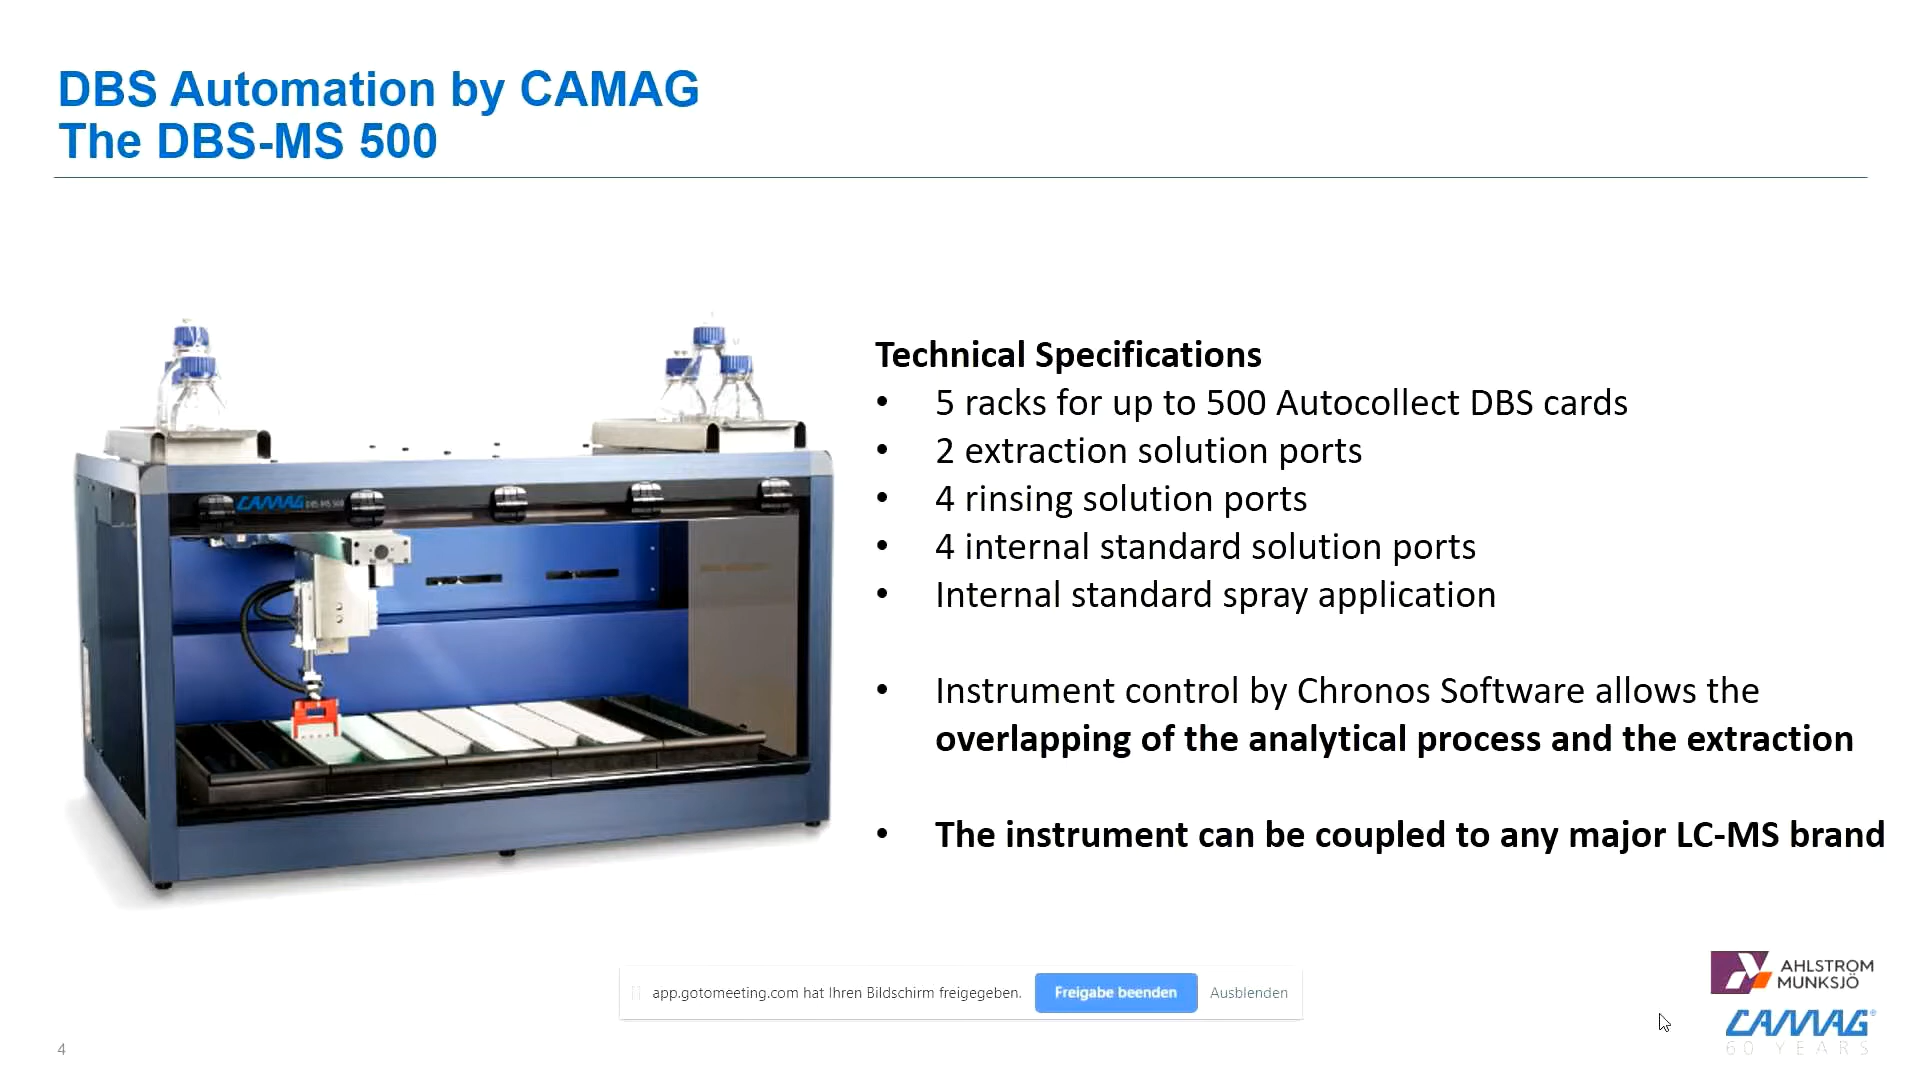 DBS Automation by CAMAG
The DBS-MS 500
CAMAG DBS-MS 500
Technical Specifications
• 5 racks for up to 500 Autocollect DBS cards
• 2 extraction solution ports
• 4 rinsing solution ports
• 4 internal standard solution ports
• Internal standard spray application
• Instrument control by Chronos Software allows the
overlapping of the analytical process and the extraction
• The instrument can be coupled to any major LC-MS brand
app.gotomeeting.com hat Ihren Bildschirm freigegeben. Freigabe beenden Ausblenden
AHLSTROM
MUNKSJÖ
CAMAG®
60 YEARS
4